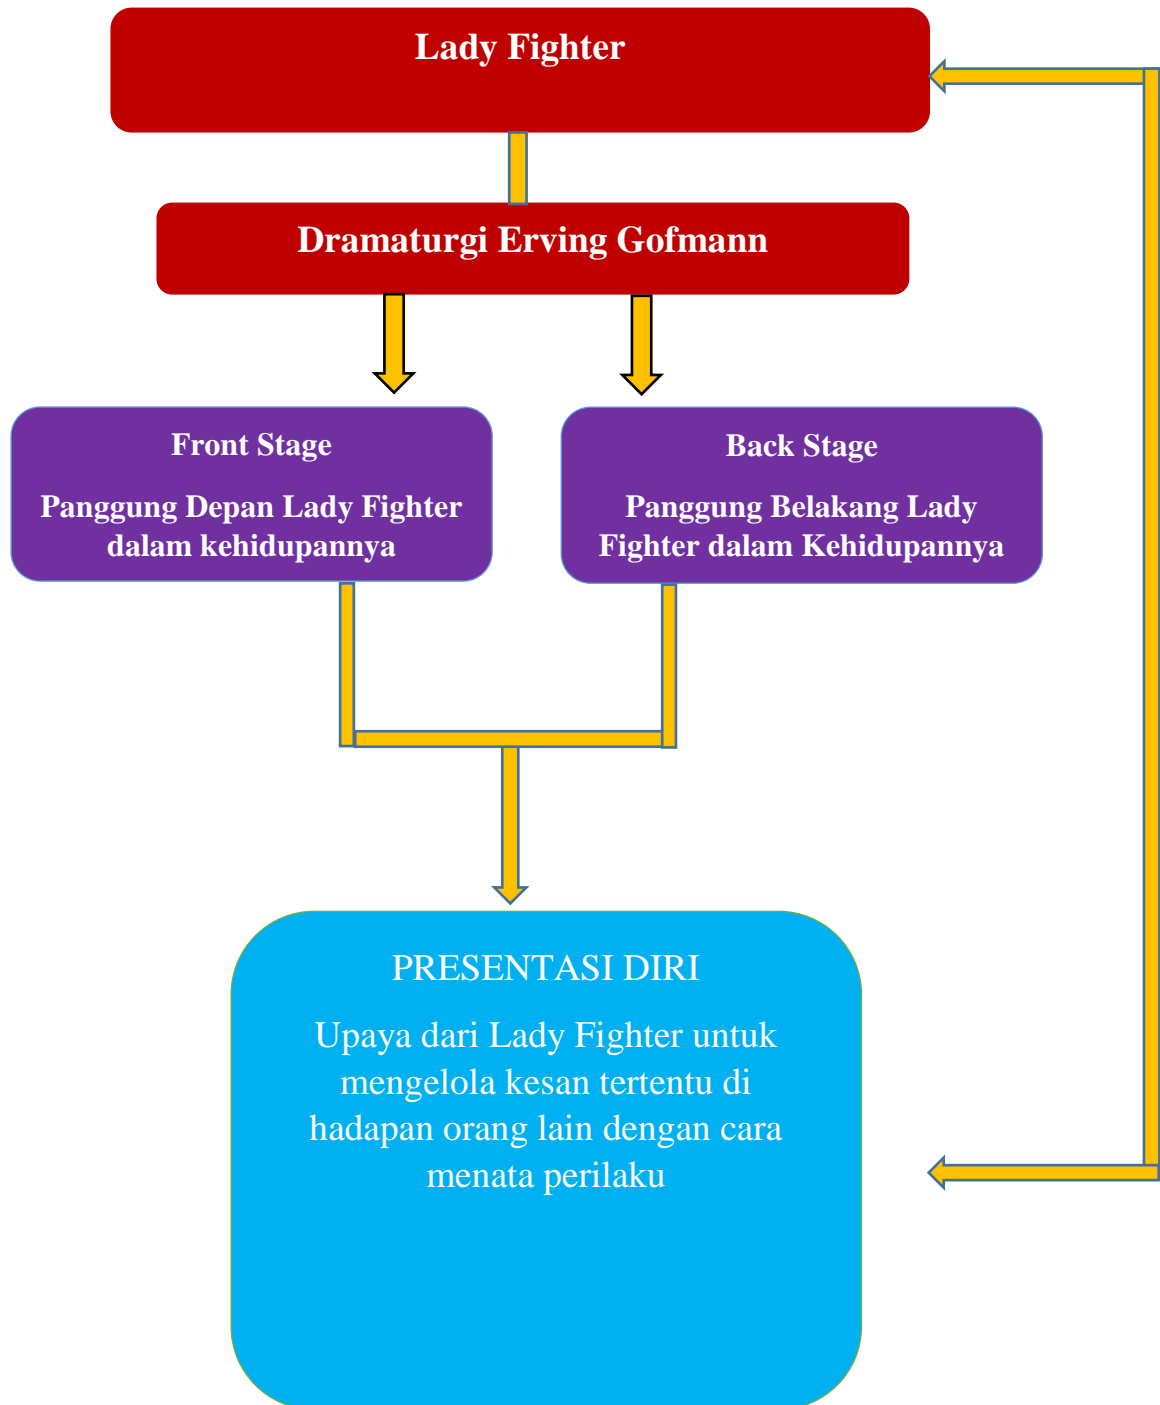 Lady Fighter
Dramaturgi Erving Gofmann
Front Stage
Panggung Depan Lady Fighter
dalam kehidupannya
Back Stage
Panggung Belakang Lady
Fighter dalam Kehidupannya
PRESENTASI DIRI
Upaya dari Lady Fighter untuk
mengelola kesan tertentu di
hadapan orang lain dengan cara
menata perilaku